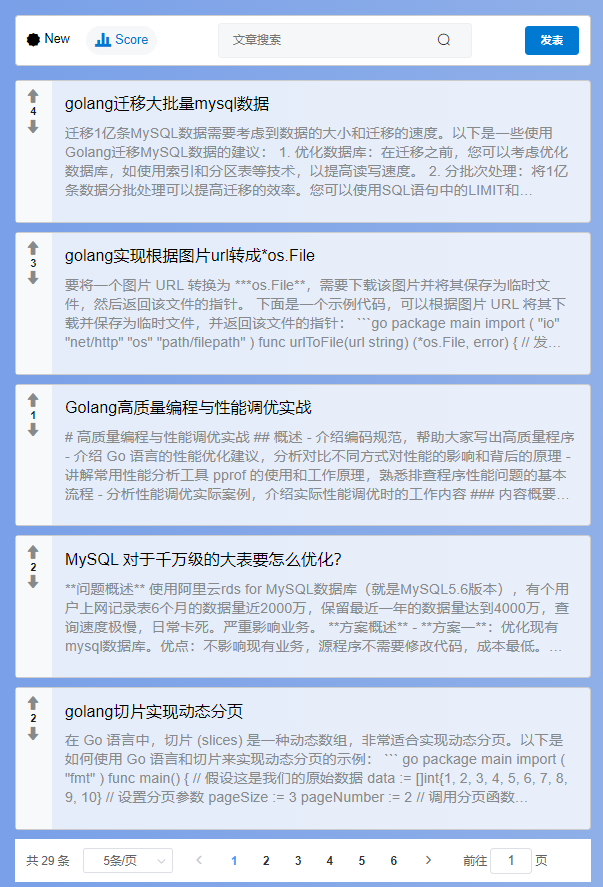 New Score 文章搜索 发表
4
golang迁移大批量mysql数据
迁移1亿条MySQL数据需要考虑到数据的大小和迁移的速度。以下是一些使用
Golang迁移MySQL数据的建议： 1. 优化数据库：在迁移之前，您可以考虑优化
数据库，如使用索引和分区表等技术，以提高读写速度。 2. 分批次处理：将1亿
条数据分批处理可以提高迁移的效率。您可以使用SQL语句中的LIMIT和…
3
golang实现根据图片url转成*os.File
要将一个图片 URL 转换为 ***os.File**，需要下载该图片并将其保存为临时文
件，然后返回该文件的指针。 下面是一个示例代码，可以根据图片 URL 将其下
载并保存为临时文件，并返回该文件的指针： ```go package main import ( "io"
"net/http" "os" "path/filepath" ) func urlToFile(url string) (*os.File, error) { // 发…
1
Golang高质量编程与性能调优实战
# 高质量编程与性能调优实战 ## 概述 - 介绍编码规范，帮助大家写出高质量程序
- 介绍 Go 语言的性能优化建议，分析对比不同方式对性能的影响和背后的原理 -
讲解常用性能分析工具 pprof 的使用和工作原理，熟悉排查程序性能问题的基本
流程 - 分析性能调优实际案例，介绍实际性能调优时的工作内容 ### 内容概要…
2
MySQL 对于千万级的大表要怎么优化？
**问题概述** 使用阿里云rds for MySQL数据库（就是MySQL5.6版本），有个用
户上网记录表6个月的数据量近2000万，保留最近一年的数据量达到4000万，查
询速度极慢，日常卡死。严重影响业务。 **方案概述** - **方案一**：优化现有
mysql数据库。优点：不影响现有业务，源程序不需要修改代码，成本最低。…
2
golang切片实现动态分页
在 Go 语言中，切片 (slices) 是一种动态数组，非常适合实现动态分页。以下是
如何使用 Go 语言和切片来实现动态分页的示例： ``` go package main import (
"fmt" ) func main() { // 假设这是我们的原始数据 data := []int{1, 2, 3, 4, 5, 6, 7, 8,
9, 10} // 设置分页参数 pageSize := 3 pageNumber := 2 // 调用分页函数…
共 29 条 5条/页 1 2 3 4 5 6 前往 1 页